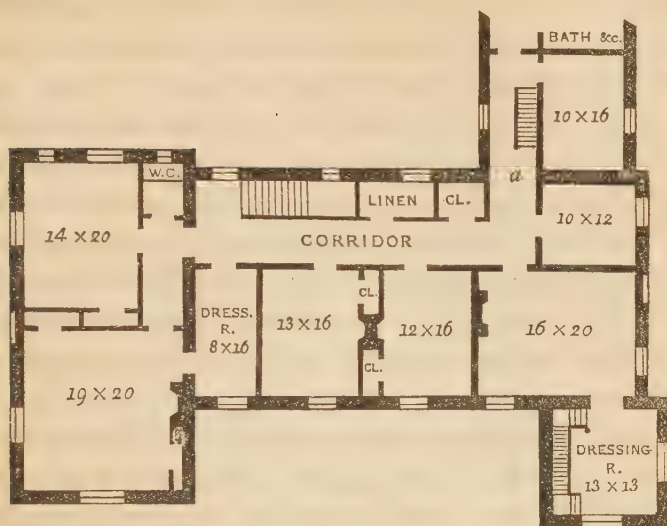 BATH &c.
10 X 16
W.C.
a
14 X 20
LINEN
CL.
10 X 12
CORRIDOR
DRESS.
R.
8 X 16
13 X 16
CL.
12 X 16
16 X 20
CL.
19 X 20
DRESSING
R.
13 X 13